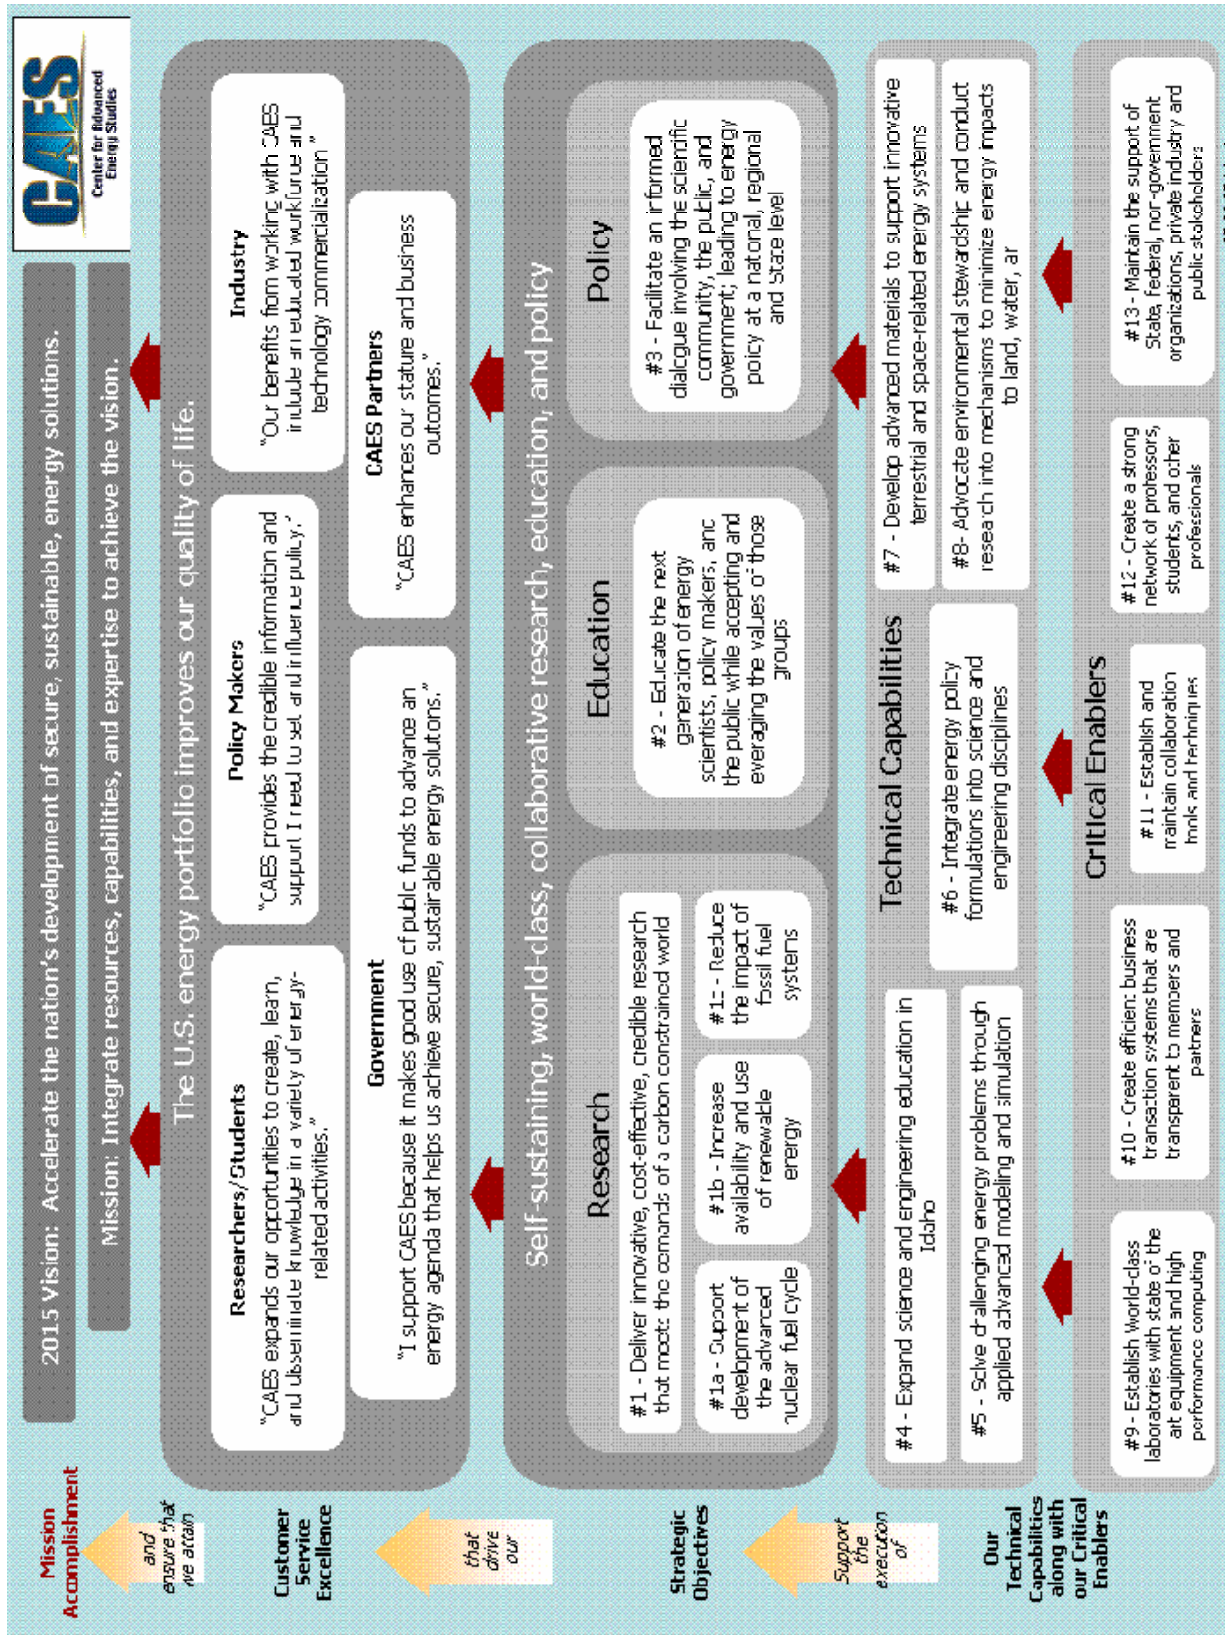 2015 Vision: Accelerate the nation's development of secure, sustainable, energy solutions.
Mission: Integrate resources, capabilities, and expertise to achieve the vision.
CAES
Center for Advanced
Energy Studies
Mission
Accomplishment
and
ensure that
we attain
Customer
Service
Excellence
that
drive
our
Strategic
Objectives
Support
the
execution
of
Our
Technical
Capabilities
along with
our Critical
Enablers
The U.S. energy portfolio improves our quality of life.
Researchers/Students
"CAES expands our opportunities to create, learn,
and disseminate knowledge in a variety of energy-
related activities."
Policy Makers
"CAES provides the credible information and
support I need to set and influence policy."
Industry
"Our benefits from working with CAES
include an educated workforce and
technology commercialization."
Government
"I support CAES because it makes good use of public funds to advance an
energy agenda that helps us achieve secure, sustainable energy solutions."
CAES Partners
"CAES enhances our stature and business
outcomes."
Self-sustaining, world-class, collaborative research, education, and policy
Research
#1 - Deliver innovative, cost-effective, credible research
that meets the demands of a carbon constrained world
#1a - Support
development of
the advanced
nuclear fuel cycle
#1b - Increase
availability and use
of renewable
energy
#1c - Reduce
the impact of
fossil fuel
systems
Education
#2 - Educate the next
generation of energy
scientists, policy makers, and
the public while accepting and
leveraging the values of those
groups
Policy
#3 - Facilitate an informed
dialogue involving the scientific
community, the public, and
government; leading to energy
policy at a national, regional
and State level
Technical Capabilities
#4 - Expand science and engineering education in
Idaho
#5 - Solve challenging energy problems through
applied advanced modeling and simulation
#6 - Integrate energy policy
formulations into science and
engineering disciplines
#7 - Develop advanced materials to support innovative
terrestrial and space-related energy systems
#8- Advocate environmental stewardship and conduct
research into mechanisms to minimize energy impacts
to land, water, air
Critical Enablers
#9 - Establish World-class
laboratories with state of the
art equipment and high
performance computing
#10 - Create efficient business
transaction systems that are
transparent to members and
partners
#11 - Establish and
maintain collaboration
tools and techniques
#12 - Create a strong
network of professors,
students, and other
professionals
#13 - Maintain the support of
State, federal, non-government
organizations, private industry and
public stakeholders